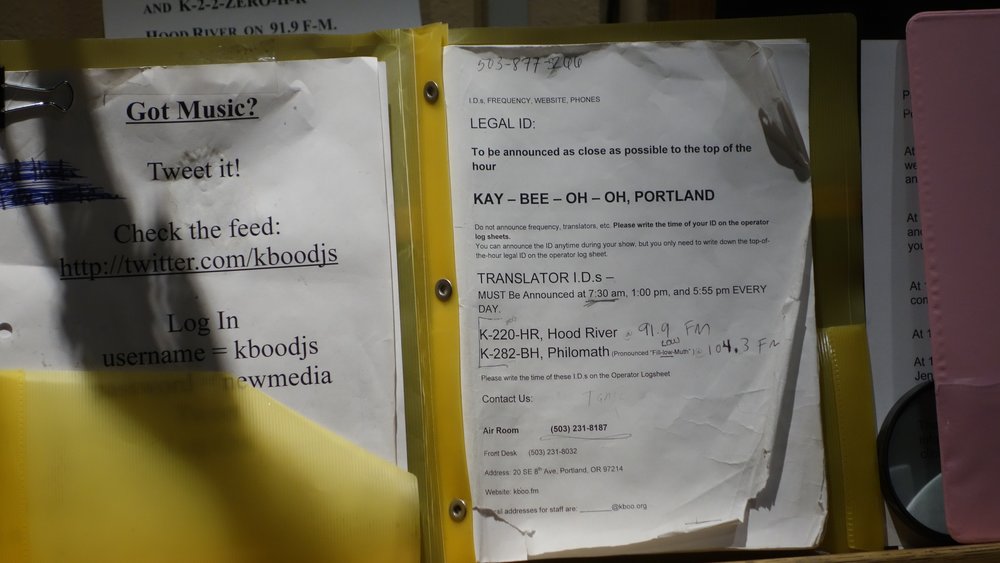 AND K-2-2-ZERO-H-R
HOOD RIVER ON 91.9 F-M.
Got Music?
Tweet it!
Check the feed:
http://twitter.com/kboodjs
Log In
username = kboodjs
= newmedia
503-877-
I.D.s, FREQUENCY, WEBSITE, PHONES
LEGAL ID:
To be announced as close as possible to the top of the
hour
KAY – BEE – OH – OH, PORTLAND
Do not announce frequency, translators, etc. Please write the time of your ID on the operator
log sheets.
You can announce the ID anytime during your show, but you only need to write down the top-of-
the-hour legal ID on the operator log sheet.
TRANSLATOR I.D.s –
MUST Be Announced at 7:30 am, 1:00 pm, and 5:55 pm EVERY
DAY.
K-220-HR, Hood River @ 91.9 FM
Low
K-282-BH, Philomath (Pronounced "Fill-low-Muth") @ 104.3 FM
Please write the time of these I.D.s on the Operator Logsheet
Contact Us:
Air Room (503) 231-8187
Front Desk (503) 231-8032
Address: 20 SE 8th Ave, Portland, OR 97214
Website: kboo.fm
addresses for staff are: ________@kboo.org
At
At
At
At 1
At 1
Jen